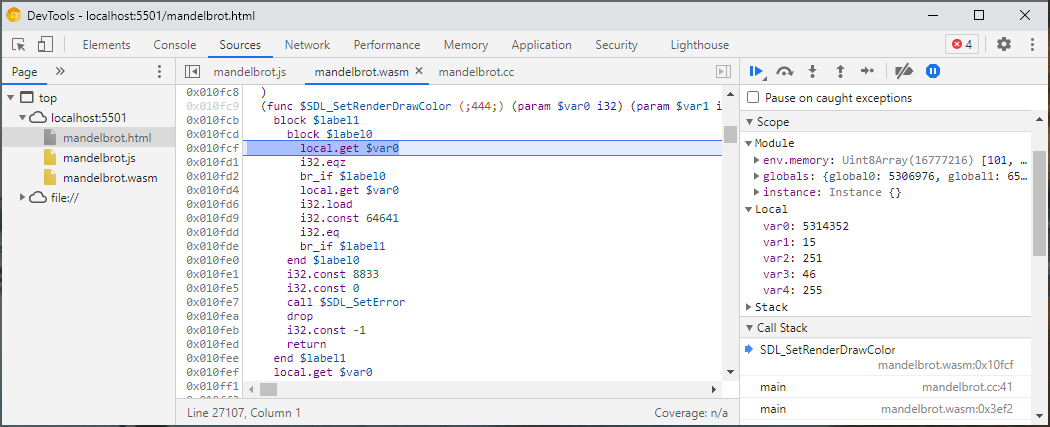 DevTools - localhost:5501/mandelbrot.html
Elements Console Sources Network Performance Memory Application Security Lighthouse 4
Page »
mandelbrot.js mandelbrot.wasm × mandelbrot.cc
top
localhost:5501
mandelbrot.html
mandelbrot.js
mandelbrot.wasm
file://
0x010fc8 )
0x010fc9 (func $SDL_SetRenderDrawColor (;444;) (param $var0 i32) (param $var1 i
0x010fcb block $label1
0x010fcd block $label0
0x010fcf local.get $var0
0x010fd1 i32.eqz
0x010fd2 br_if $label0
0x010fd4 local.get $var0
0x010fd6 i32.load
0x010fd9 i32.const 64641
0x010fdd i32.eq
0x010fde br_if $label1
0x010fe0 end $label0
0x010fe1 i32.const 8833
0x010fe5 i32.const 0
0x010fe7 call $SDL_SetError
0x010fea drop
0x010feb i32.const -1
0x010fed return
0x010fee end $label1
0x010fef local.get $var0
0x010ff1
Line 27107, Column 1 Coverage: n/a
Pause on caught exceptions
Scope
Module
env.memory: Uint8Array(16777216) [101, …
globals: {global0: 5306976, global1: 65…
instance: Instance {}
Local
var0: 5314352
var1: 15
var2: 251
var3: 46
var4: 255
Stack
Call Stack
SDL_SetRenderDrawColor
mandelbrot.wasm:0x10fcf
main mandelbrot.cc:41
main mandelbrot.wasm:0x3ef2